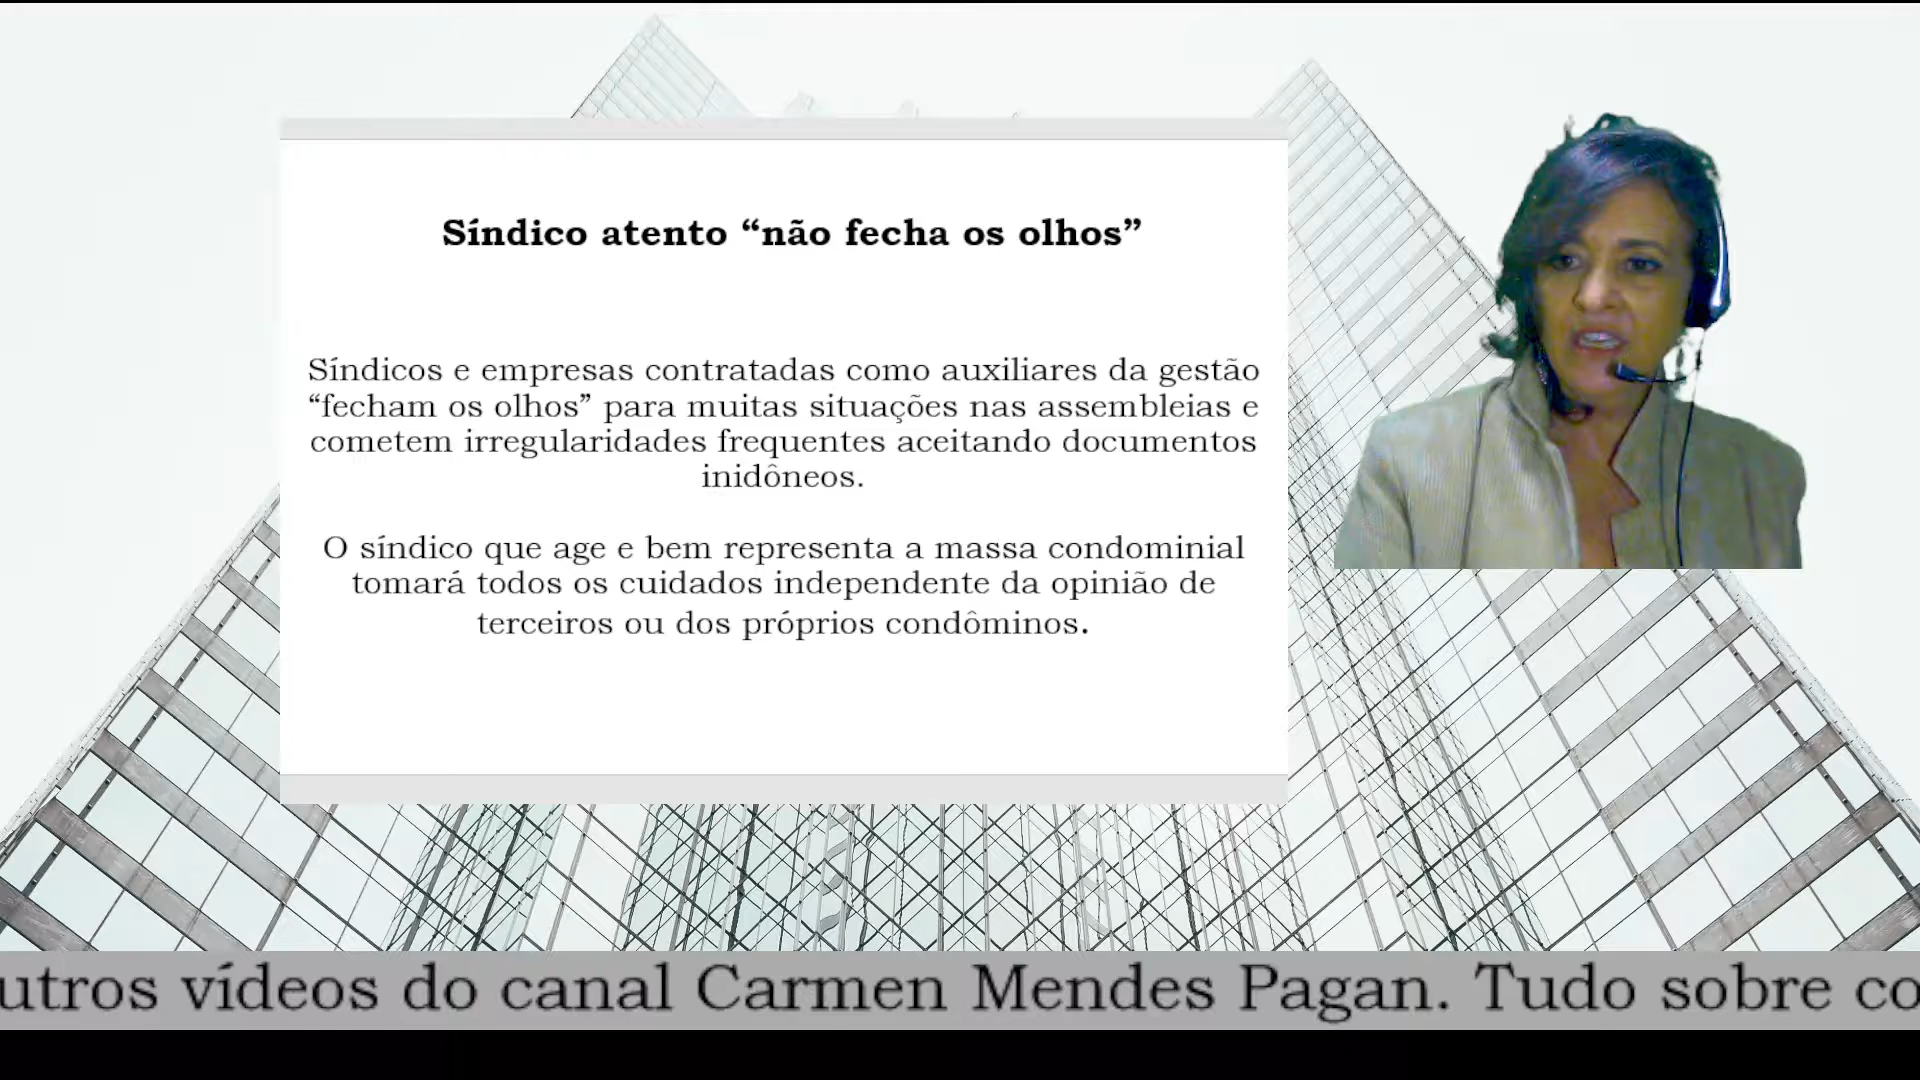 Síndico atento “não fecha os olhos”
Síndicos e empresas contratadas como auxiliares da gestão
“fecham os olhos” para muitas situações nas assembleias e
cometem irregularidades frequentes aceitando documentos
inidôneos.
O síndico que age e bem representa a massa condominial
tomará todos os cuidados independente da opinião de
terceiros ou dos próprios condôminos.
utros vídeos do canal Carmen Mendes Pagan. Tudo sobre co